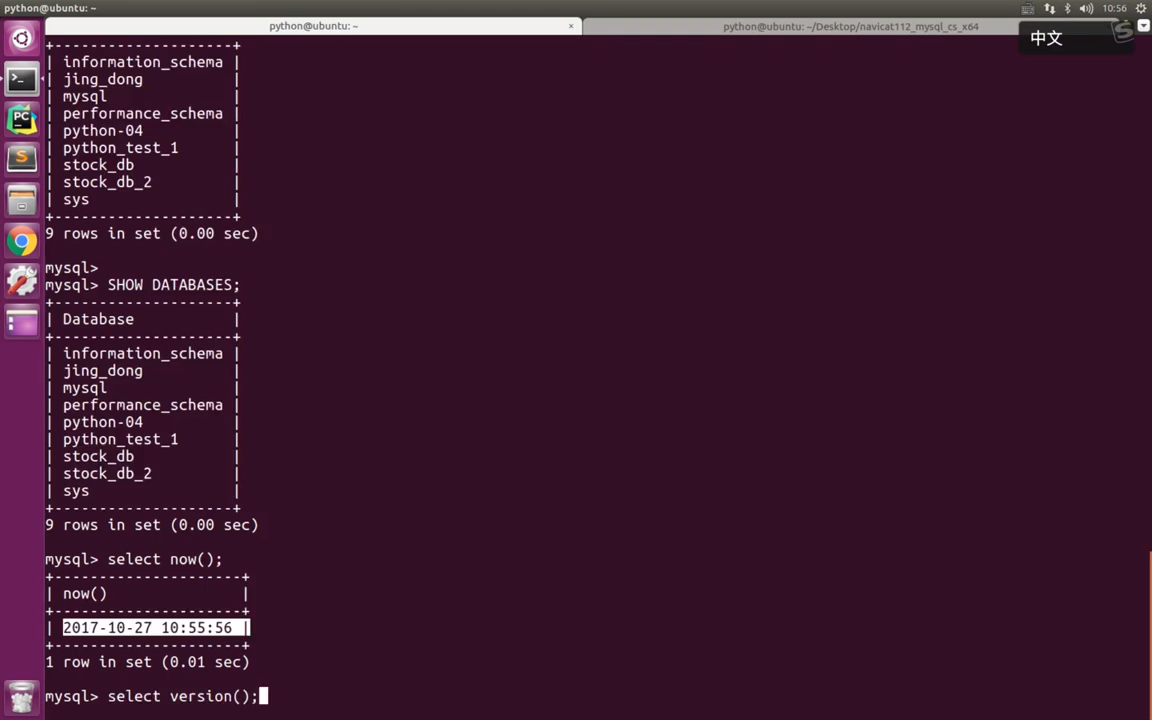 python@ubuntu: ~
10:56
python@ubuntu: ~ ×
python@ubuntu: ~/Desktop/navicat112_mysql_cs_x64
中文
+---------------------+
| information_schema |
| jing_dong |
| mysql |
| performance_schema |
| python-04 |
| python_test_1 |
| stock_db |
| stock_db_2 |
| sys |
+---------------------+
9 rows in set (0.00 sec)
mysql>
mysql> SHOW DATABASES;
+---------------------+
| Database |
+---------------------+
| information_schema |
| jing_dong |
| mysql |
| performance_schema |
| python-04 |
| python_test_1 |
| stock_db |
| stock_db_2 |
| sys |
+---------------------+
9 rows in set (0.00 sec)
mysql> select now();
+----------------------+
| now() |
+----------------------+
| 2017-10-27 10:55:56 |
+----------------------+
1 row in set (0.01 sec)
mysql> select version();